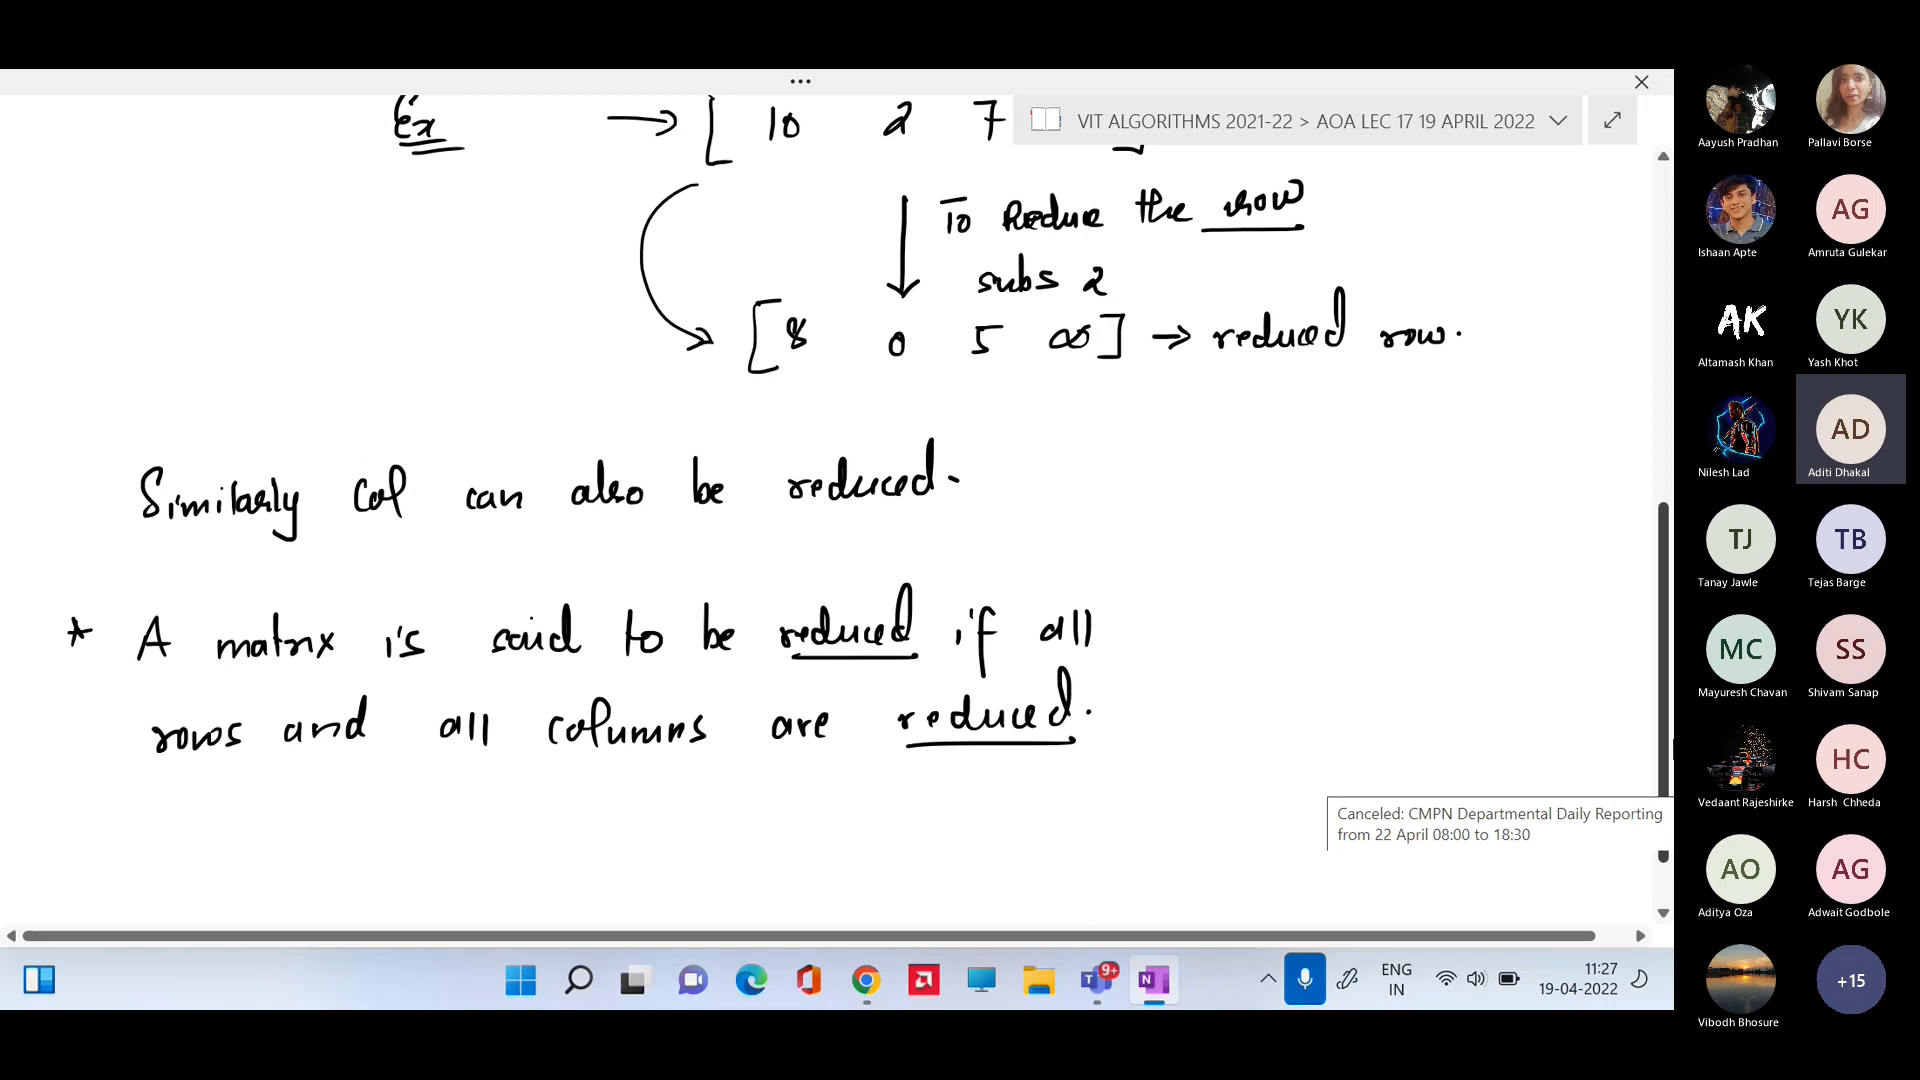 ...
Ex → [ 10 2 7
VIT ALGORITHMS 2021-22 > AOA LEC 17 19 APRIL 2022
To Reduce the row
subs 2
[ 8 0 5 ∞ ] → reduced row.
Similarly Col can also be reduced.
* A matrix is said to be reduced if all
rows and all columns are reduced.
Canceled: CMPN Departmental Daily Reporting
from 22 April 08:00 to 18:30
9+
T
N
ENG
IN
11:27
19-04-2022
Aayush Pradhan
Pallavi Borse
Ishaan Apte
AG
Amruta Gulekar
AK
Altamash Khan
YK
Yash Khot
Nilesh Lad
AD
Aditi Dhakal
TJ
Tanay Jawle
TB
Tejas Barge
MC
Mayuresh Chavan
SS
Shivam Sanap
Vedaant Rajeshirke
HC
Harsh Chheda
AO
Aditya Oza
AG
Adwait Godbole
Vibodh Bhosure
+15